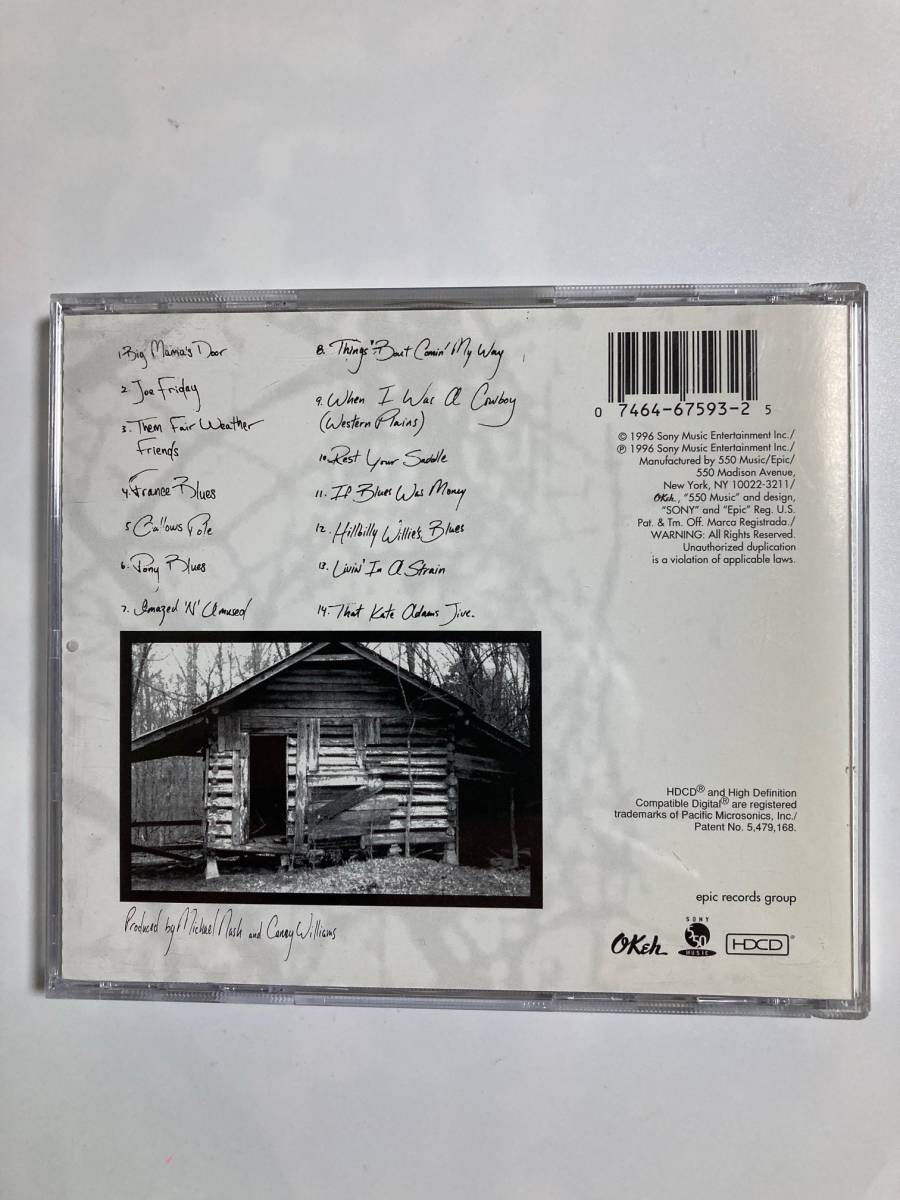 1. Big Mama's Door
2. Joe Friday
3. Them Fair Weather
Friends
4. France Blues
5. Gallows Pole
6. Pony Blues
7. Amazed 'N' Amused
8. Things 'Bout Comin' My Way
9. When I Was A Cowboy
(Western Plains)
10. Rest Your Saddle
11. If Blues Was Money
12. Hillbilly Willie's Blues
13. Livin' In A Strain
14. That Kate Adams Jive.
Produced by Michael Nash and Carey Williams
0 7464-67593-2 5
© 1996 Sony Music Entertainment Inc./
℗ 1996 Sony Music Entertainment Inc./
Manufactured by 550 Music/Epic/
550 Madison Avenue,
New York, NY 10022-3211/
OKeh., "550 Music" and design,
"SONY" and "Epic" Reg. U.S.
Pat. & Tm. Off. Marca Registrada./
WARNING: All Rights Reserved.
Unauthorized duplication
is a violation of applicable laws.
HDCD® and High Definition
Compatible Digital® are registered
trademarks of Pacific Microsonics, Inc./
Patent No. 5,479,168.
epic records group
OKeh
SONY
550
MUSIC
HDCD®